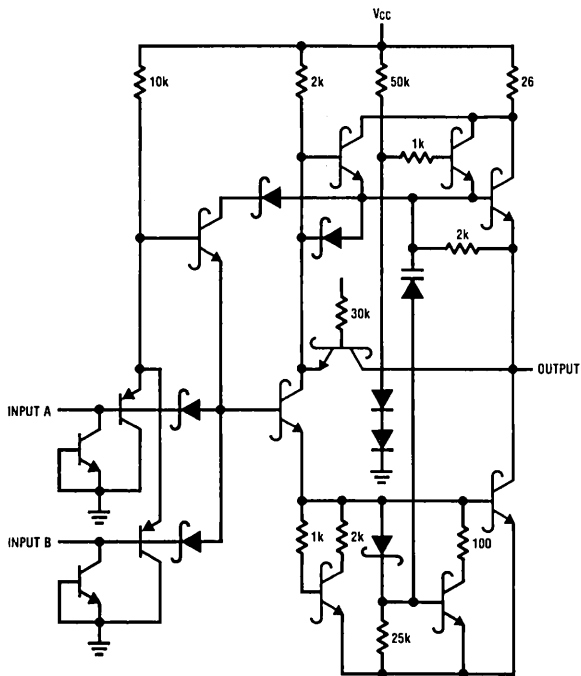 VCC
10k
2k
50k
26
1k
2k
30k
OUTPUT
INPUT A
INPUT B
1k
2k
100
25k